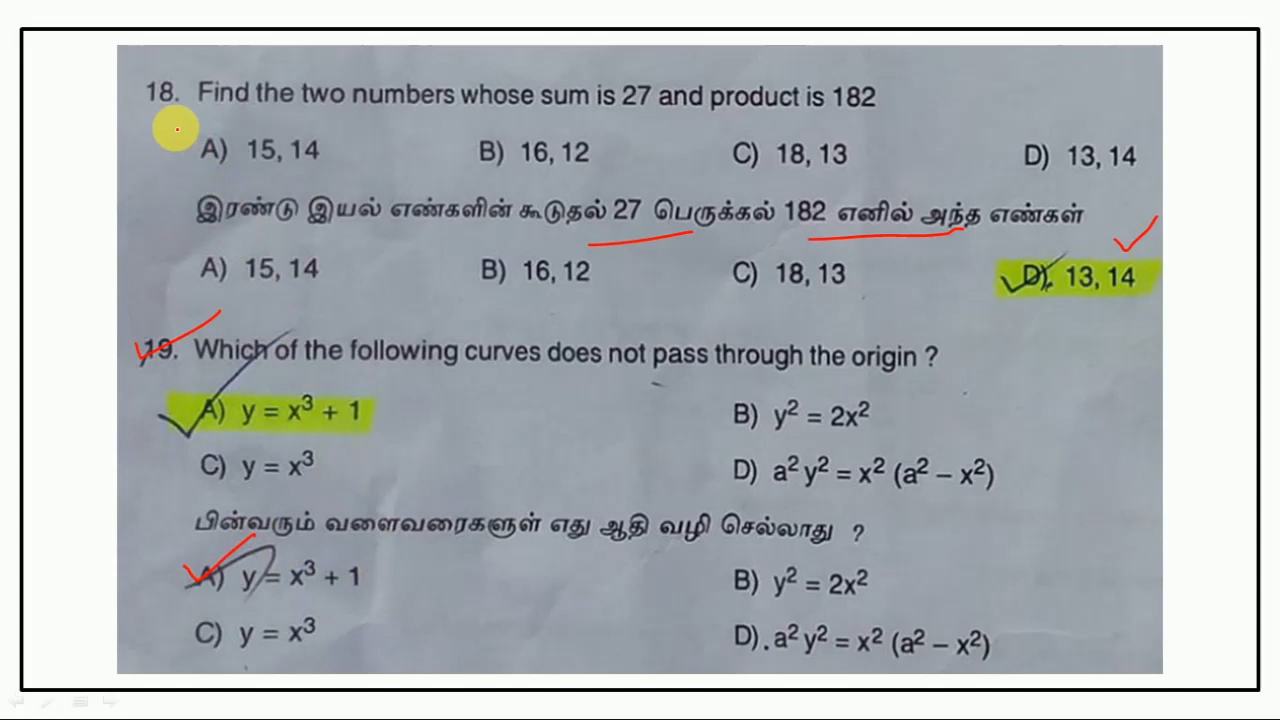 18. Find the two numbers whose sum is 27 and product is 182
A) 15, 14 B) 16, 12 C) 18, 13 D) 13, 14
இரண்டு இயல் எண்களின் கூடுதல் 27 பெருக்கல் 182 எனில் அந்த எண்கள்
A) 15, 14 B) 16, 12 C) 18, 13 D). 13, 14
19. Which of the following curves does not pass through the origin ?
A) y = x³ + 1 B) y² = 2x²
C) y = x³ D) a² y² = x² (a² – x²)
பின்வரும் வளைவரைகளுள் எது ஆதி வழி செல்லாது ?
A) y = x³ + 1 B) y² = 2x²
C) y = x³ D). a² y² = x² (a² – x²)